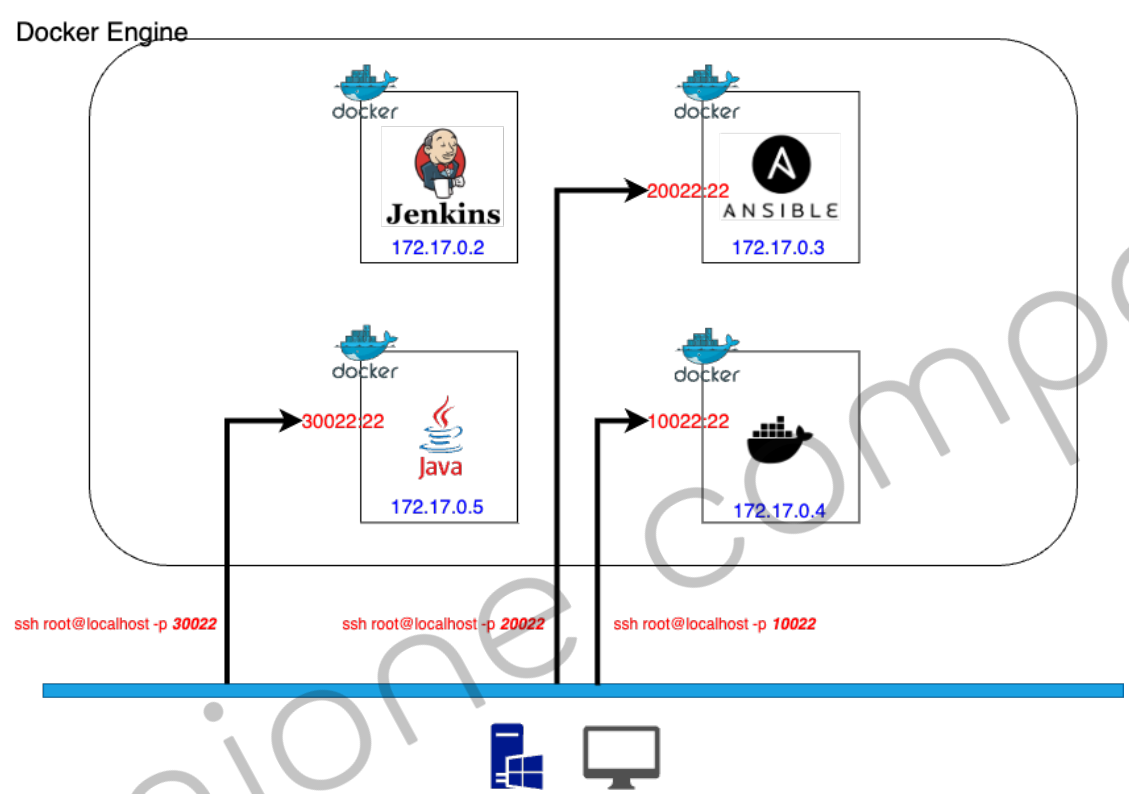 Docker Engine
docker
Jenkins
172.17.0.2
docker
20022:22
ANSIBLE
172.17.0.3
docker
30022:22
Java
172.17.0.5
docker
10022:22
172.17.0.4
ssh root@localhost -p 30022
ssh root@localhost -p 20022
ssh root@localhost -p 10022